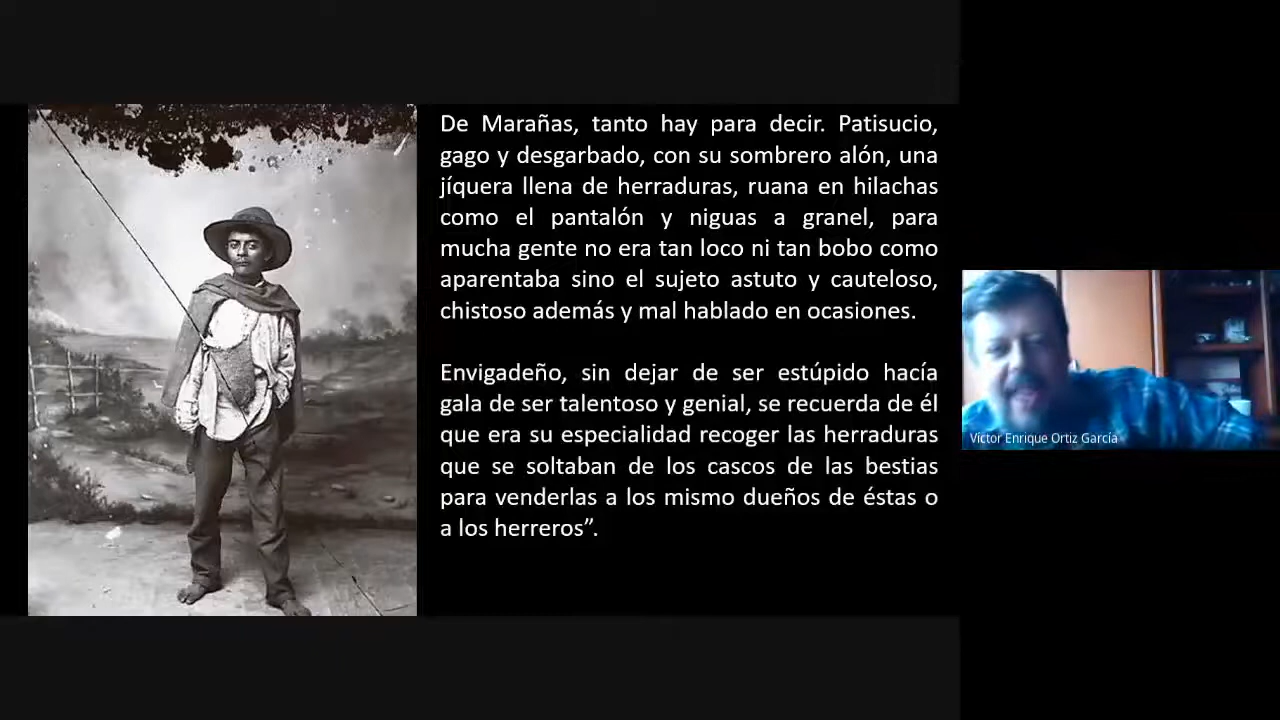 De Marañas, tanto hay para decir. Patisucio,
gago y desgarbado, con su sombrero alón, una
jíquera llena de herraduras, ruana en hilachas
como el pantalón y niguas a granel, para
mucha gente no era tan loco ni tan bobo como
aparentaba sino el sujeto astuto y cauteloso,
chistoso además y mal hablado en ocasiones.
Envigadeño, sin dejar de ser estúpido hacía
gala de ser talentoso y genial, se recuerda de él
que era su especialidad recoger las herraduras
que se soltaban de los cascos de las bestias
para venderlas a los mismo dueños de éstas o
a los herreros”.
Víctor Enrique Ortiz García